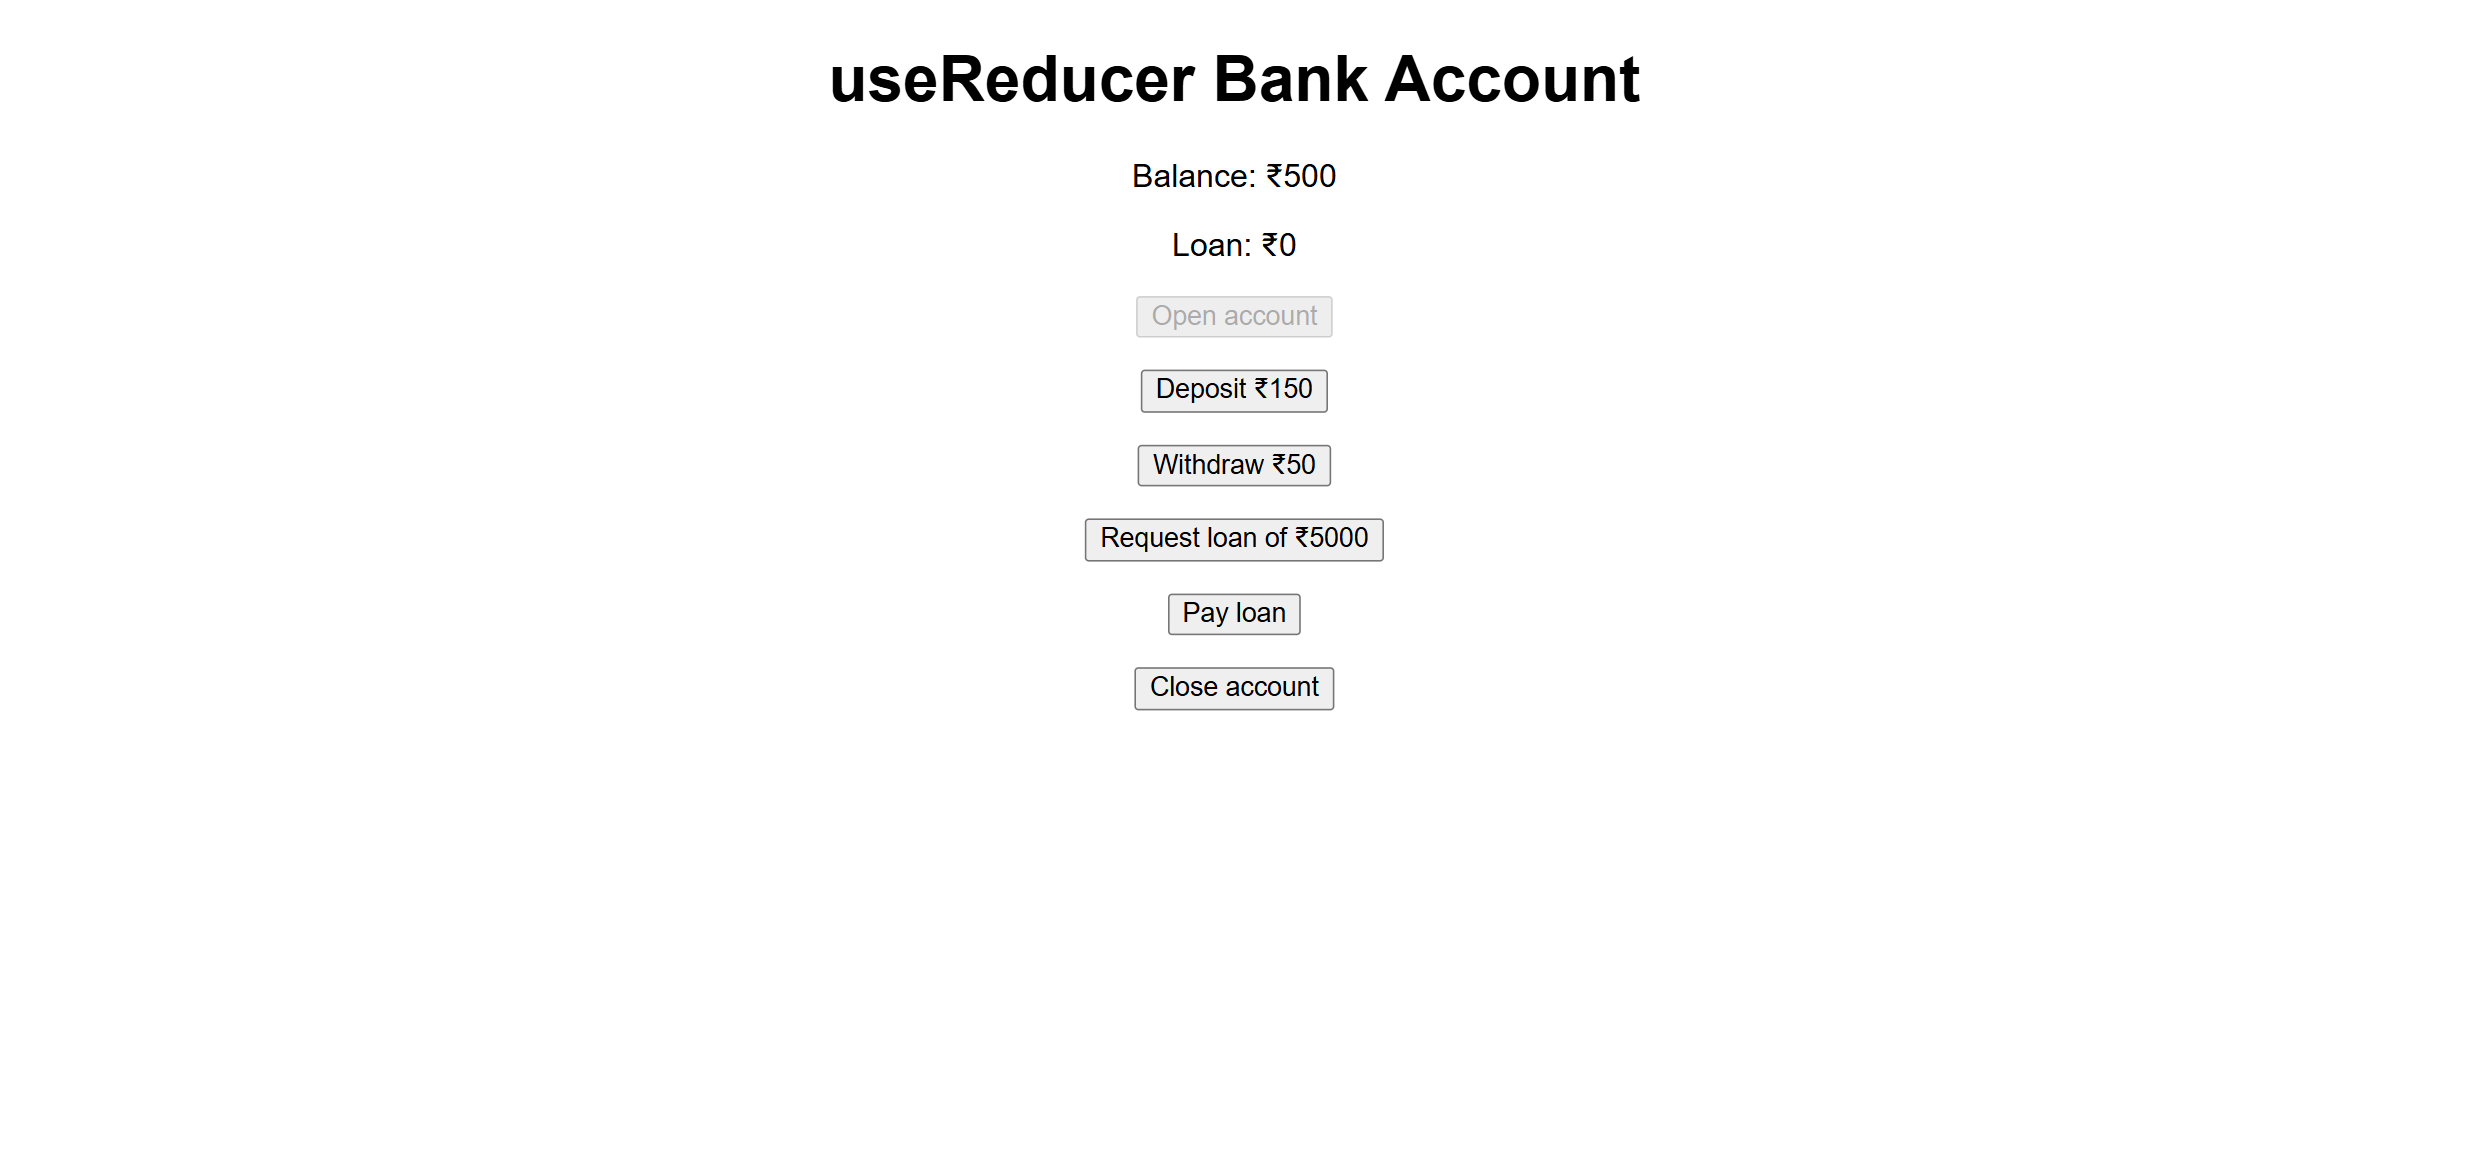 useReducer Bank Account
Balance: ₹500
Loan: ₹0
Open account
Deposit ₹150
Withdraw ₹50
Request loan of ₹5000
Pay loan
Close account